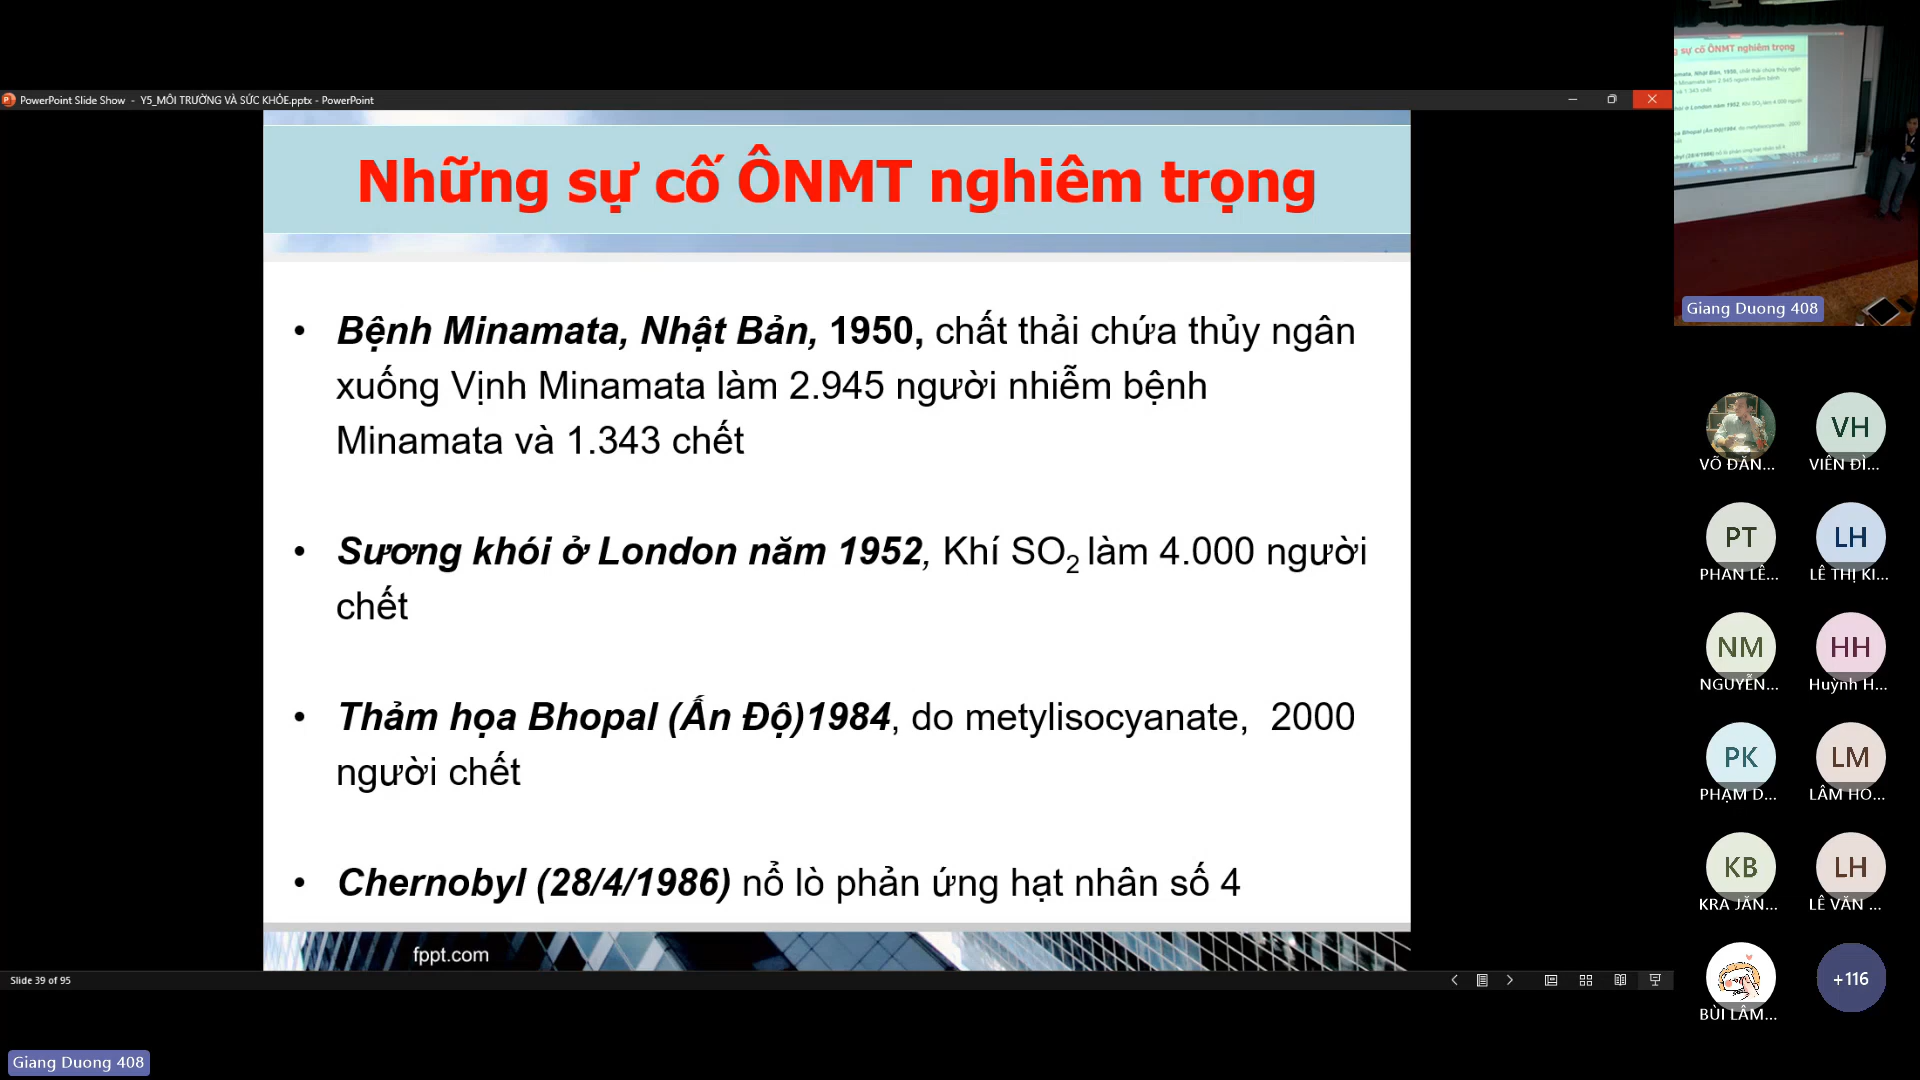 PowerPoint Slide Show - Y5_MÔI TRƯỜNG VÀ SỨC KHỎE.pptx - PowerPoint
Những sự cố ÔNMT nghiêm trọng
• Bệnh Minamata, Nhật Bản, 1950, chất thải chứa thủy ngân
xuống Vịnh Minamata làm 2.945 người nhiễm bệnh
Minamata và 1.343 chết
• Sương khói ở London năm 1952, Khí SO2 làm 4.000 người
chết
• Thảm họa Bhopal (Ấn Độ)1984, do metylisocyanate, 2000
người chết
• Chernobyl (28/4/1986) nổ lò phản ứng hạt nhân số 4
fppt.com
Slide 39 of 95
Giang Duong 408
Giang Duong 408
VÕ ĐĂN...
VH
VIÊN ĐÌ...
PT
PHAN LÊ...
LH
LÊ THỊ KI...
NM
NGUYỄN...
HH
Huỳnh H...
PK
PHẠM D...
LM
LÂM HO...
KB
KRA JĂN...
LH
LÊ VĂN ...
BÙI LÂM...
+116